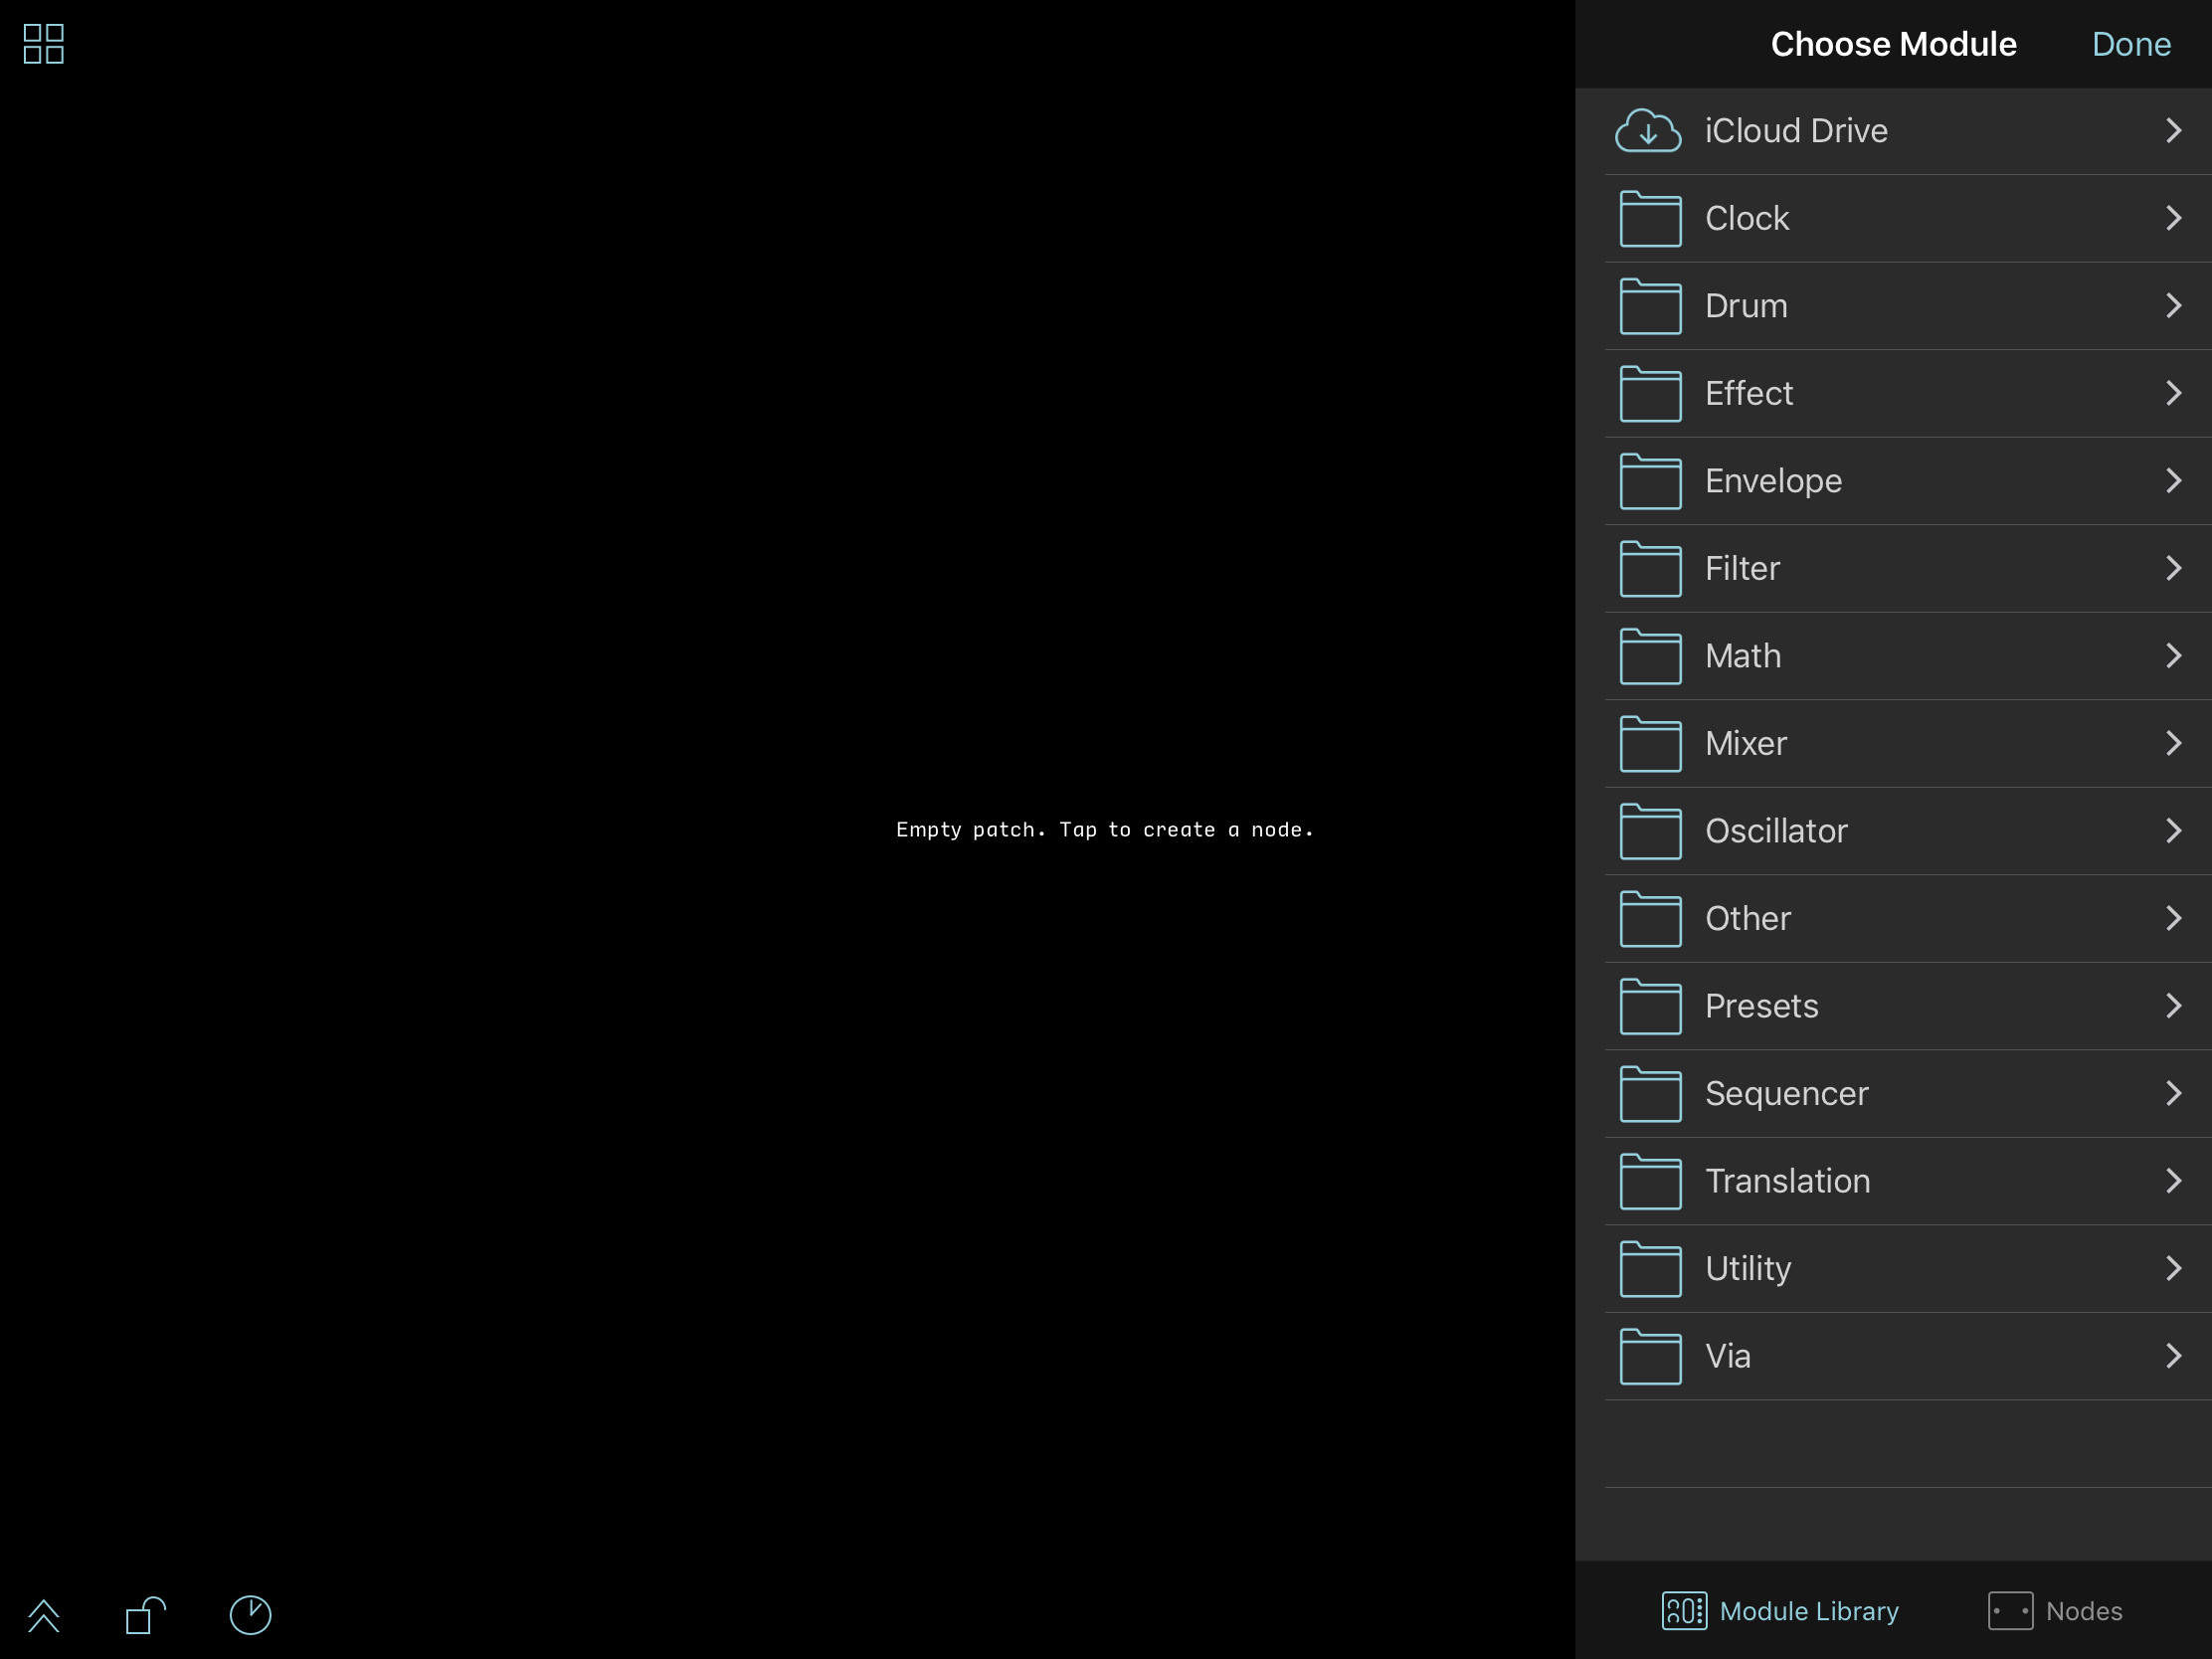 Choose Module
Done
iCloud Drive
Clock
Drum
Effect
Envelope
Filter
Math
Mixer
Empty patch. Tap to create a node.
Oscillator
Other
Presets
Sequencer
Translation
Utility
Via
Module Library
Nodes